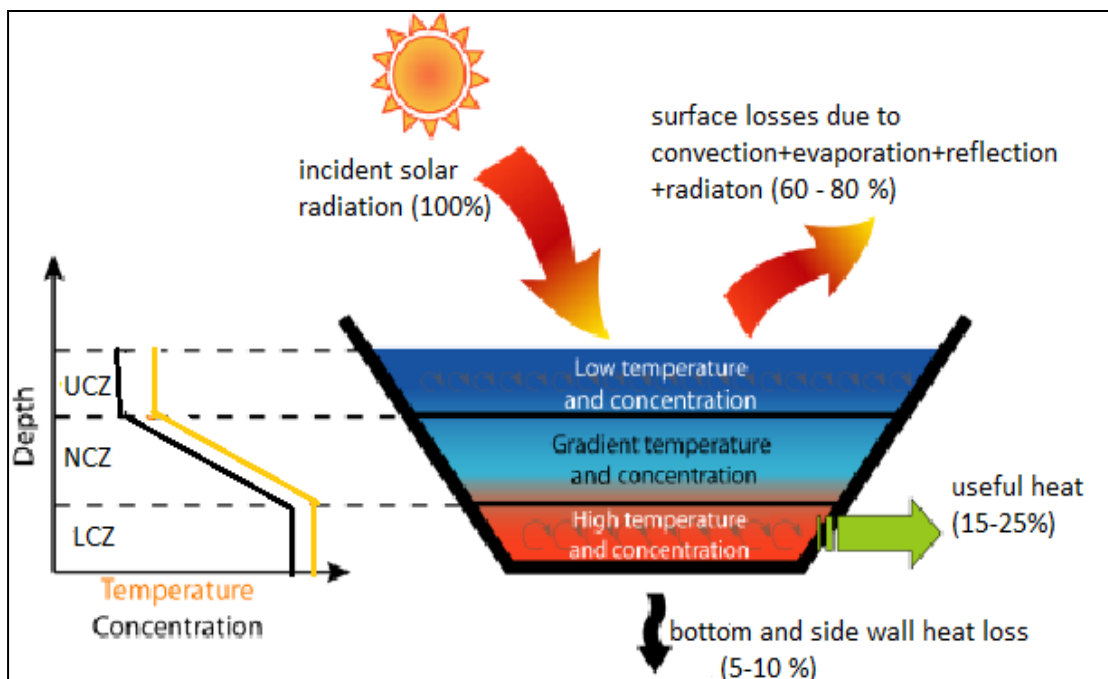 incident solar
radiation (100%)
surface losses due to
convection+evaporation+reflection
+radiaton (60 - 80 %)
Depth
UCZ
NCZ
LCZ
Temperature
Concentration
Low temperature
and concentration
Gradient temperature
and concentration
High temperature
and concentration
useful heat
(15-25%)
bottom and side wall heat loss
(5-10 %)